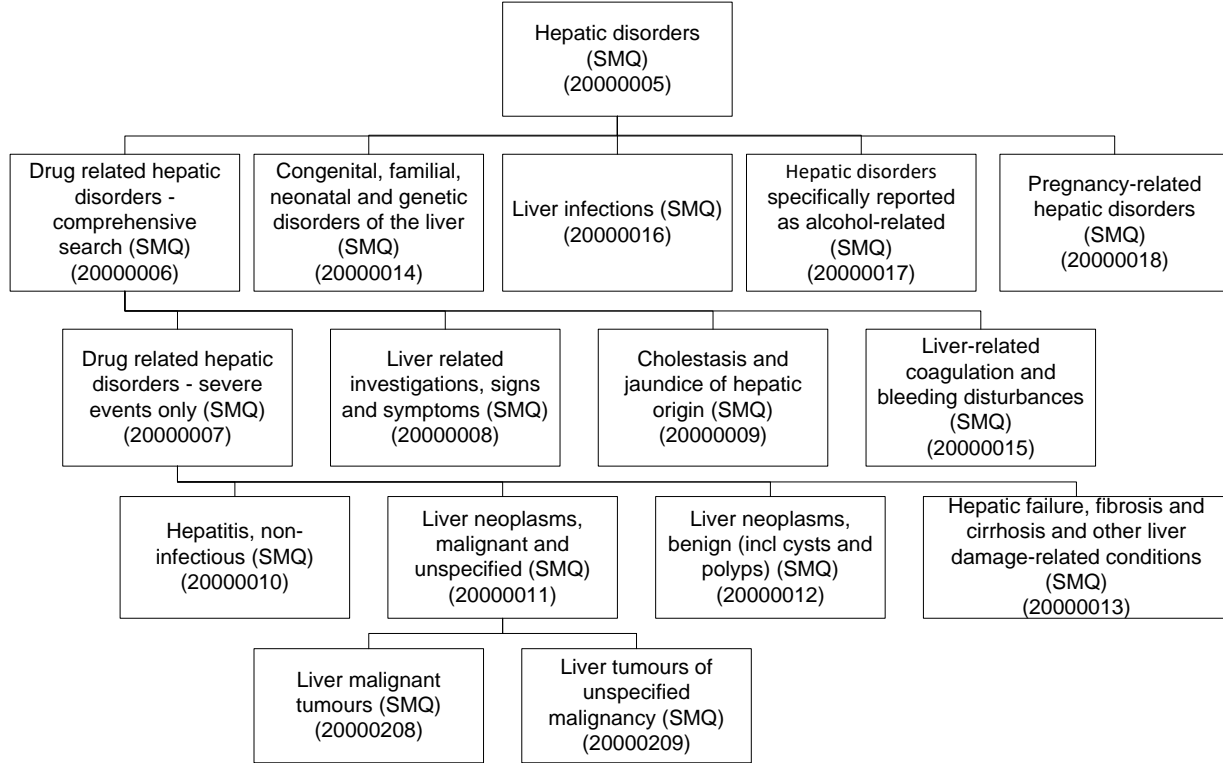 Hepatic disorders
(SMQ)
(20000005)
Drug related hepatic
disorders -
comprehensive
search (SMQ)
(20000006)
Congenital, familial,
neonatal and genetic
disorders of the liver
(SMQ)
(20000014)
Liver infections (SMQ)
(20000016)
Hepatic disorders
specifically reported
as alcohol-related
(SMQ)
(20000017)
Pregnancy-related
hepatic disorders
(SMQ)
(20000018)
Drug related hepatic
disorders - severe
events only (SMQ)
(20000007)
Liver related
investigations, signs
and symptoms (SMQ)
(20000008)
Cholestasis and
jaundice of hepatic
origin (SMQ)
(20000009)
Liver-related
coagulation and
bleeding disturbances
(SMQ)
(20000015)
Hepatitis, non-
infectious (SMQ)
(20000010)
Liver neoplasms,
malignant and
unspecified (SMQ)
(20000011)
Liver neoplasms,
benign (incl cysts and
polyps) (SMQ)
(20000012)
Hepatic failure, fibrosis and
cirrhosis and other liver
damage-related conditions
(SMQ)
(20000013)
Liver malignant
tumours (SMQ)
(20000208)
Liver tumours of
unspecified
malignancy (SMQ)
(20000209)